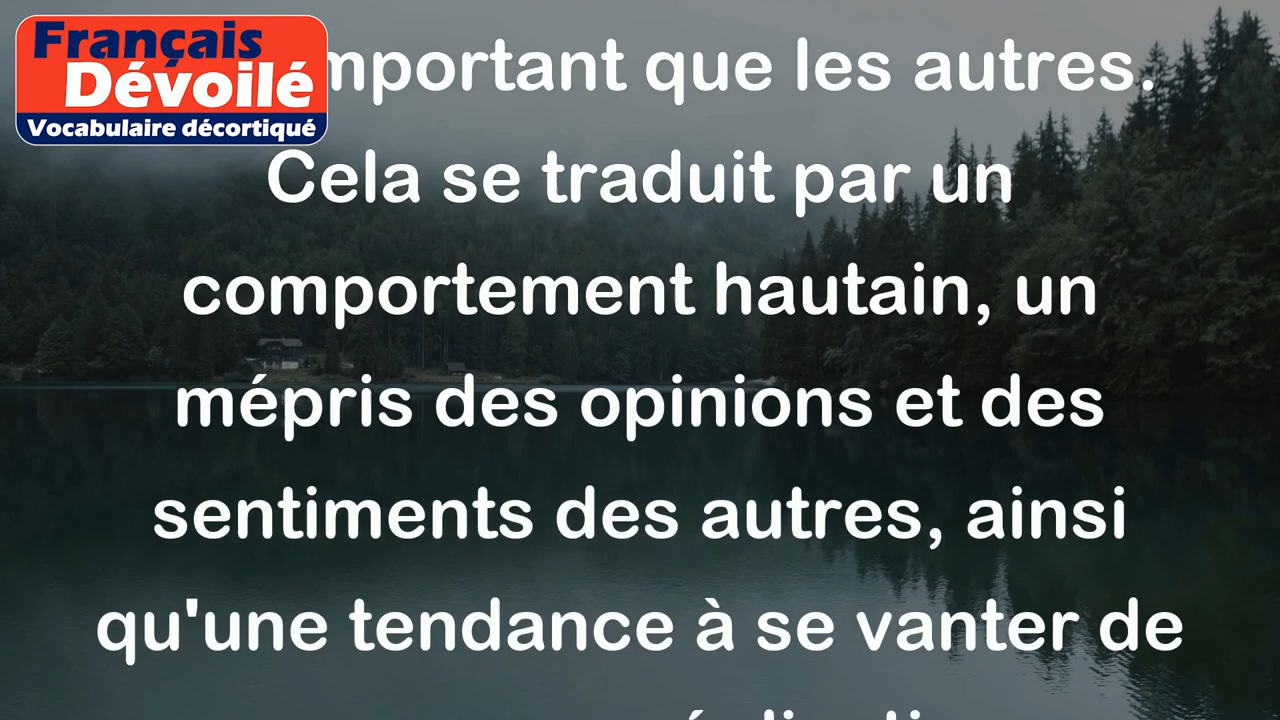 Français
Dévoilé
Vocabulaire décortiqué
important que les autres.
Cela se traduit par un
comportement hautain, un
mépris des opinions et des
sentiments des autres, ainsi
qu'une tendance à se vanter de